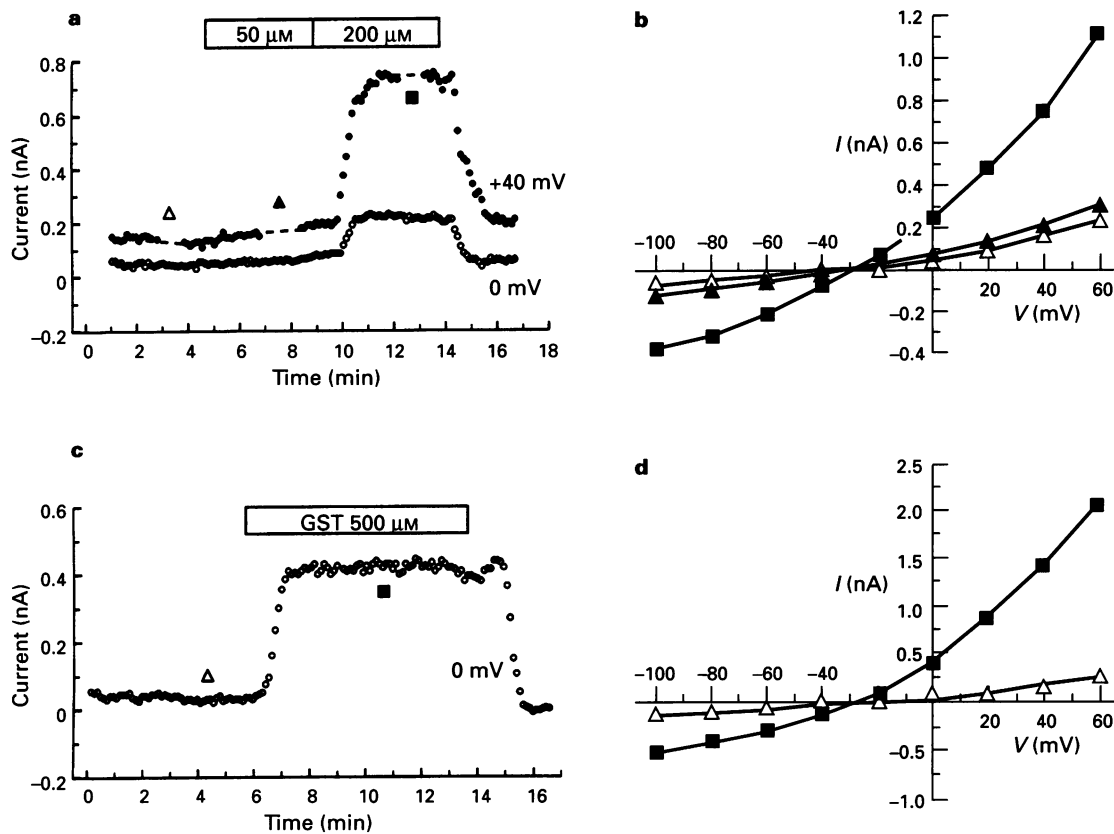 a
50 μM 200 μM
0.8
0.6
0.4
0.2
0
−0.2
Current (nA)
+40 mV
0 mV
0 2 4 6 8 10 12 14 16 18
Time (min)
b
1.2
1.0
0.8
0.6
0.4
0.2
−0.2
−0.4
I (nA)
−100 −80 −60 −40
20 40 60
V (mV)
c
GST 500 μM
0.6
0.4
0.2
0
−0.2
Current (nA)
0 mV
0 2 4 6 8 10 12 14 16
Time (min)
d
2.5
2.0
1.5
1.0
0.5
−0.5
−1.0
I (nA)
−100 −80 −60 −40
20 40 60
V (mV)